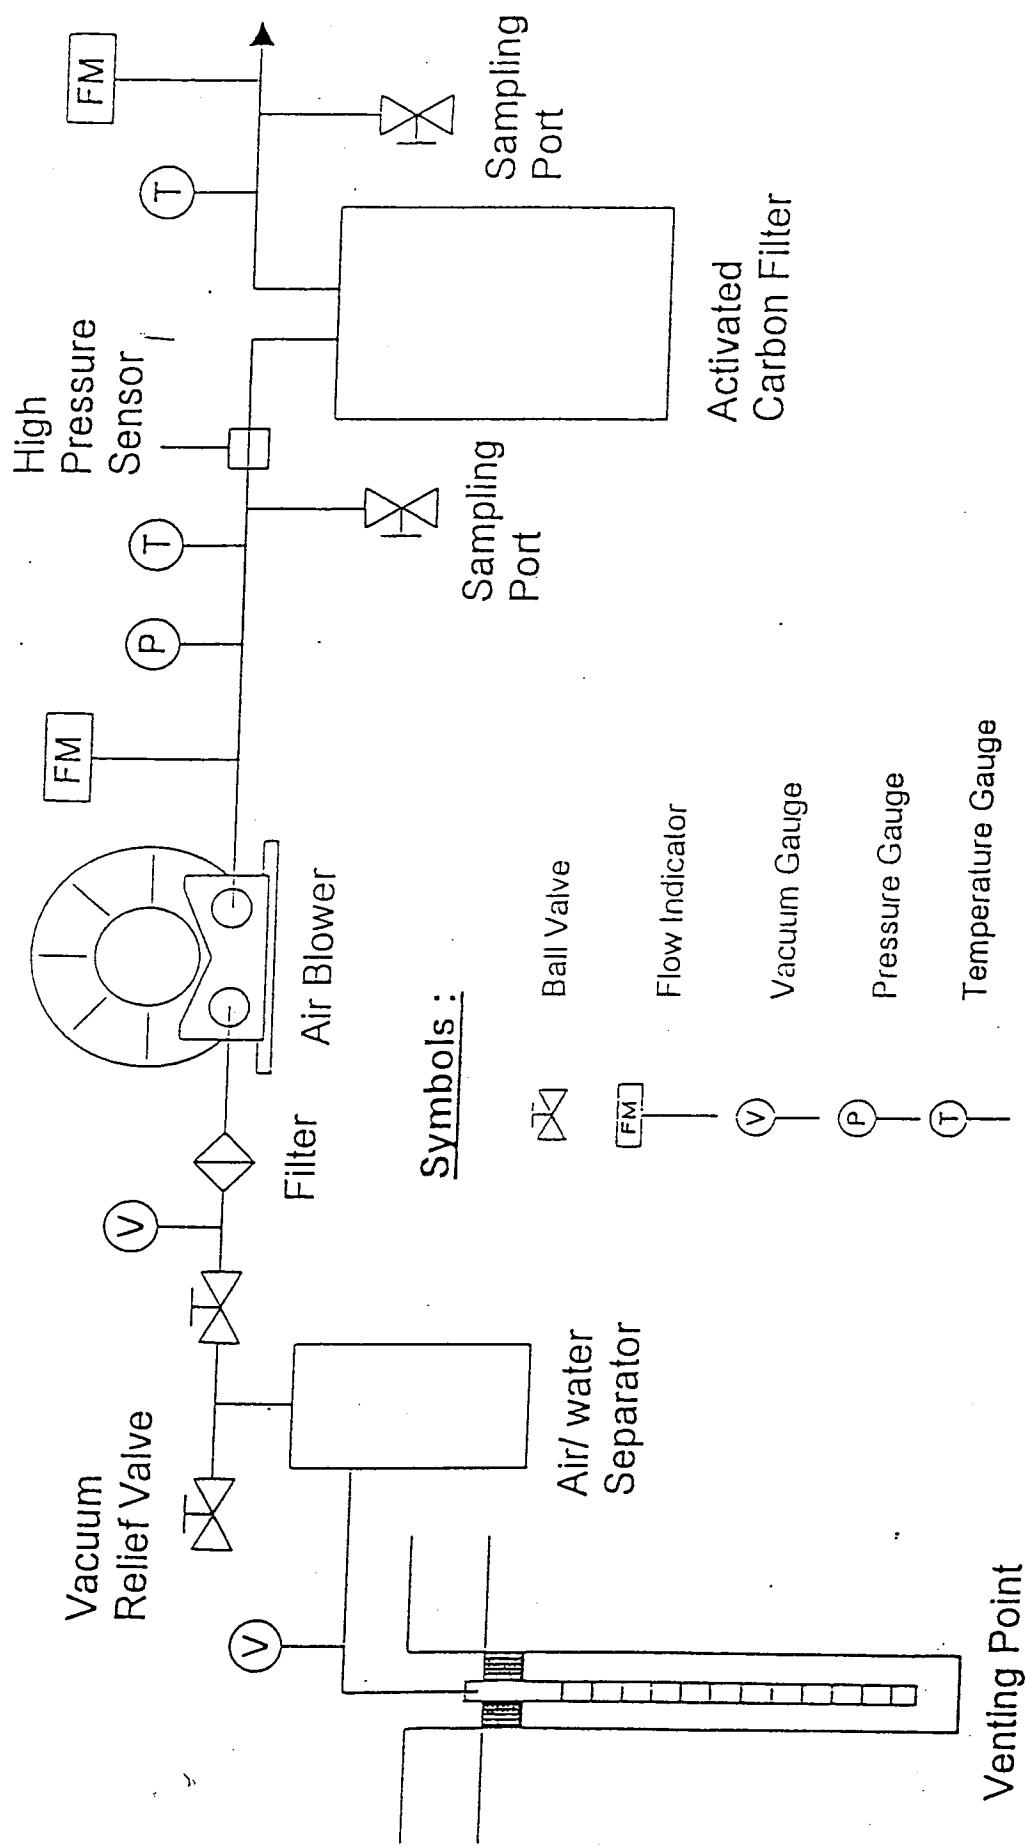 Vacuum
Relief Valve
V
V
Filter
Air Blower
FM
P
T
High
Pressure
Sensor
T
FM
Sampling
Port
Sampling
Port
Activated
Carbon Filter
Air/ water
Separator
Venting Point
Symbols :
Ball Valve
FM Flow Indicator
V Vacuum Gauge
P Pressure Gauge
T Temperature Gauge